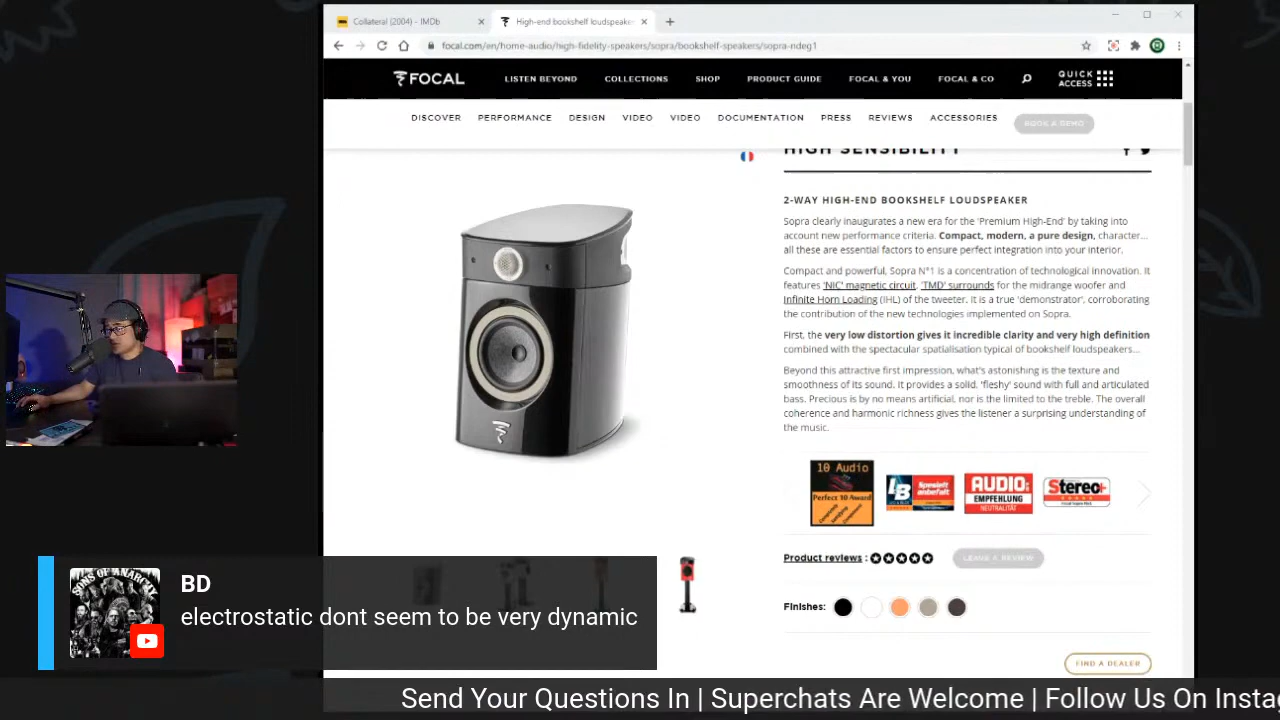 Collateral (2004) - IMDb
High-end bookshelf loudspeake
focal.com/en/home-audio/high-fidelity-speakers/sopra/bookshelf-speakers/sopra-ndeg1
FOCAL
LISTEN BEYOND COLLECTIONS SHOP PRODUCT GUIDE FOCAL & YOU FOCAL & CO
QUICK
ACCESS
DISCOVER PERFORMANCE DESIGN VIDEO VIDEO DOCUMENTATION PRESS REVIEWS ACCESSORIES
BOOK A DEMO
HIGH SENSIBILITY
2-WAY HIGH-END BOOKSHELF LOUDSPEAKER
Sopra clearly inaugurates a new era for the 'Premium High-End' by taking into
account new performance criteria. Compact, modern, a pure design, character...
all these are essential factors to ensure perfect integration into your interior.
Compact and powerful, Sopra N°1 is a concentration of technological innovation. It
features 'NIC' magnetic circuit, 'TMD' surrounds for the midrange woofer and
Infinite Horn Loading (IHL) of the tweeter. It is a true 'demonstrator', corroborating
the contribution of the new technologies implemented on Sopra.
First, the very low distortion gives it incredible clarity and very high definition
combined with the spectacular spatialisation typical of bookshelf loudspeakers...
Beyond this attractive first impression, what's astonishing is the texture and
smoothness of its sound. It provides a solid, 'fleshy' sound with full and articulated
bass. Precious is by no means artificial, nor is the limited to the treble. The overall
coherence and harmonic richness gives the listener a surprising understanding of
the music.
10 Audio
Perfect 10 Award
AUDIO
EMPFEHLUNG
NEUTRALITÄT
Stereo
Product reviews :
LEAVE A REVIEW
Finishes:
FIND A DEALER
SONS OF ANARCHY
BD
electrostatic dont seem to be very dynamic
Send Your Questions In | Superchats Are Welcome | Follow Us On Instag